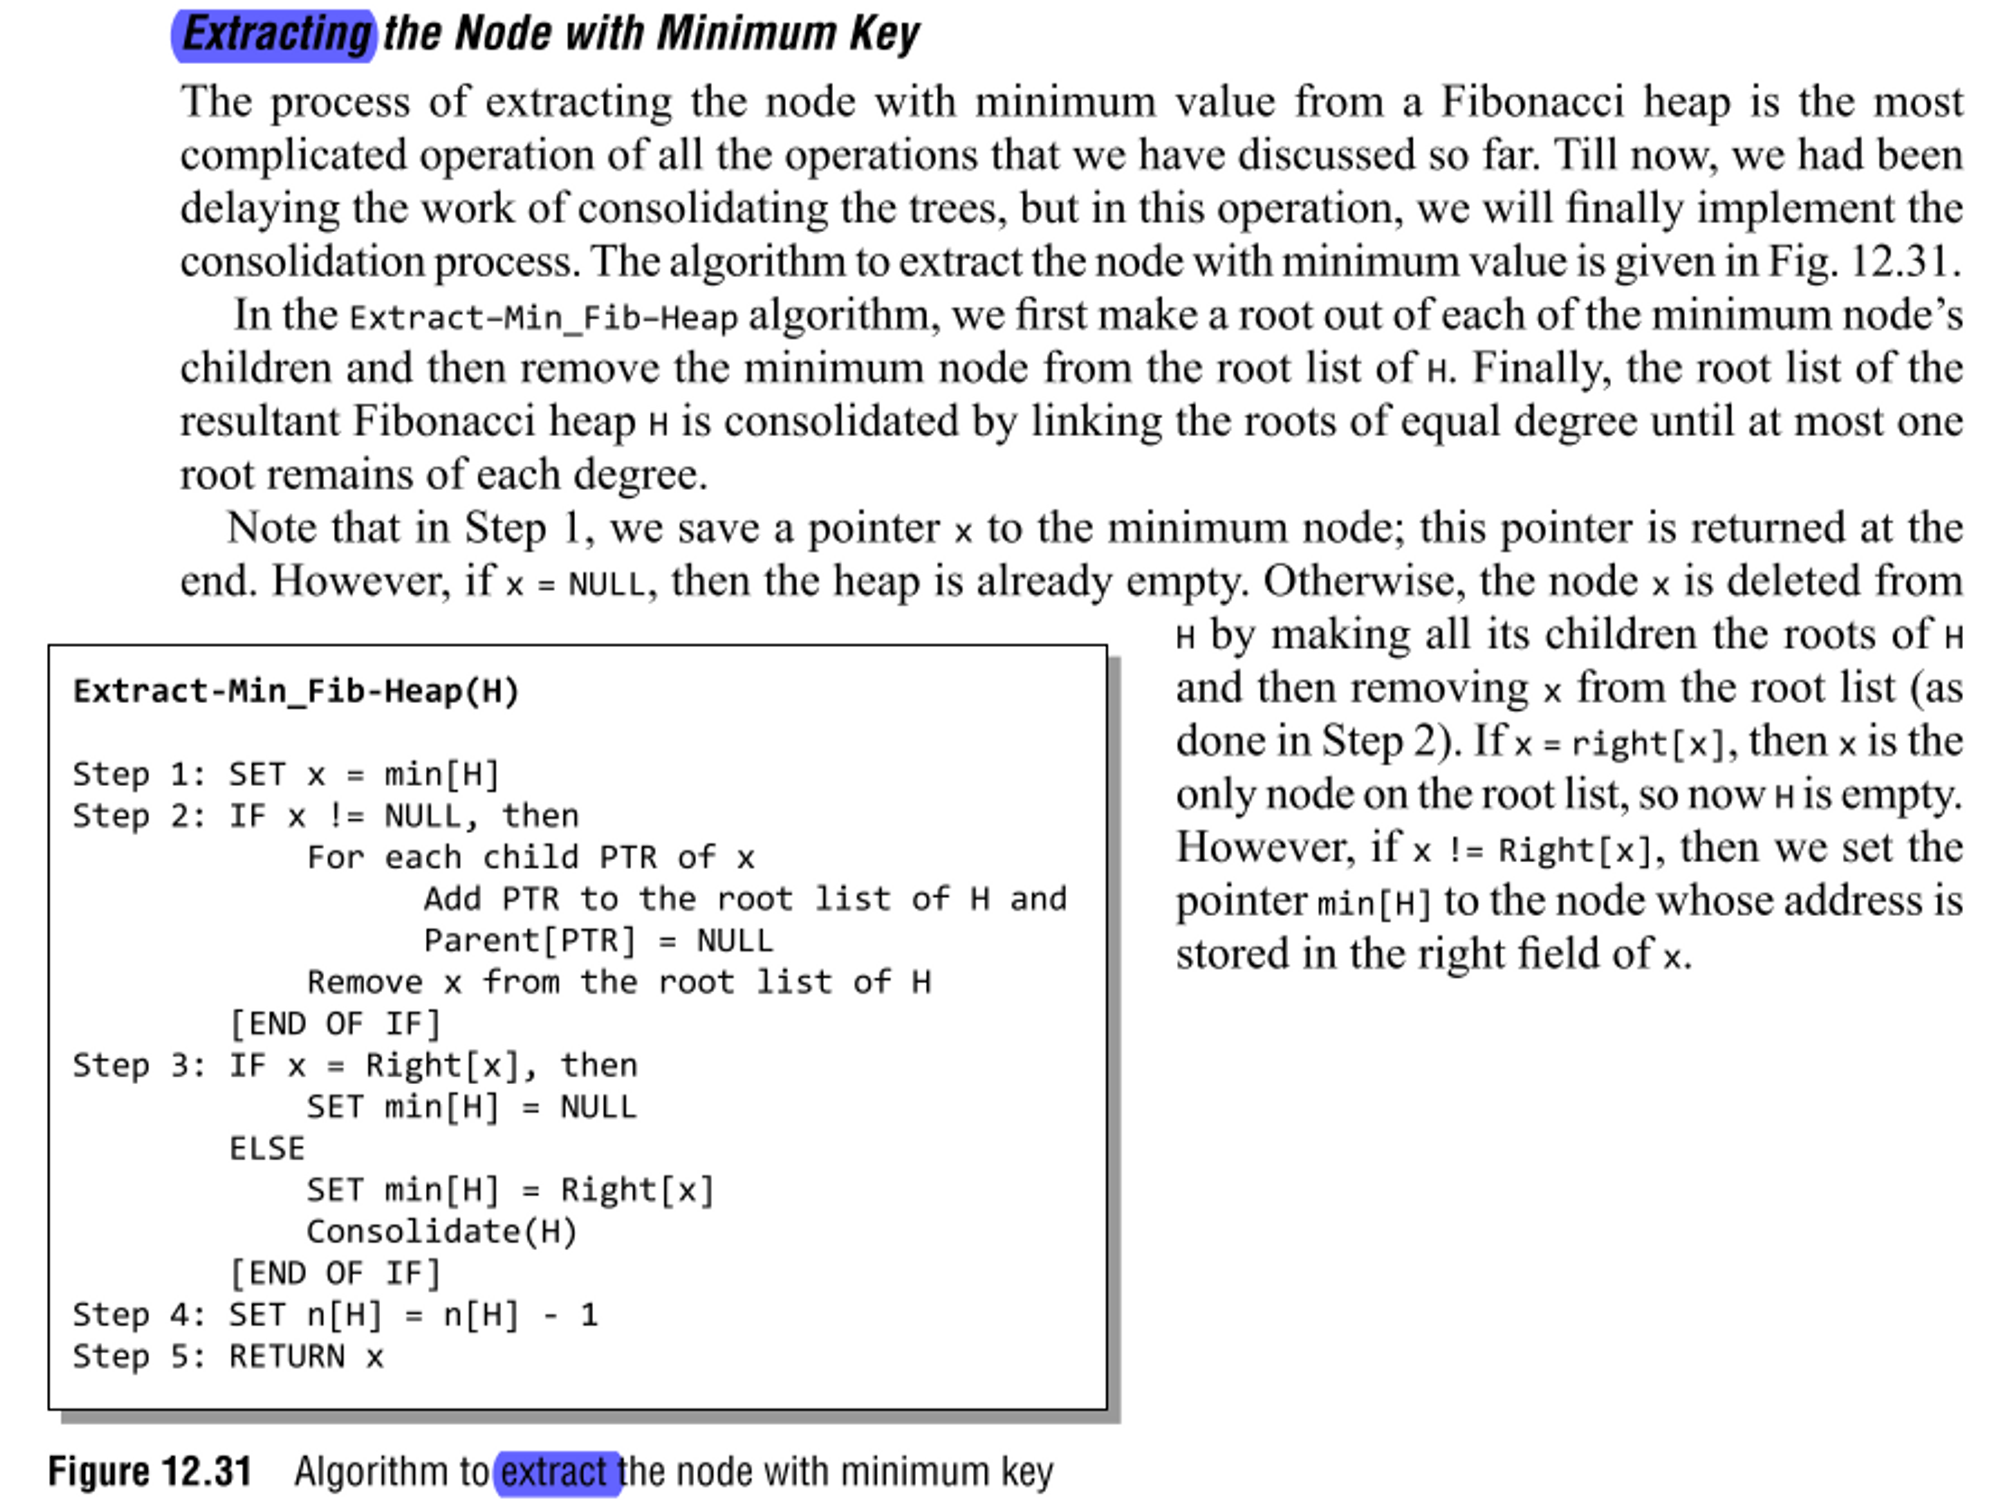 Extracting the Node with Minimum Key
The process of extracting the node with minimum value from a Fibonacci heap is the most
complicated operation of all the operations that we have discussed so far. Till now, we had been
delaying the work of consolidating the trees, but in this operation, we will finally implement the
consolidation process. The algorithm to extract the node with minimum value is given in Fig. 12.31.
In the Extract–Min_Fib–Heap algorithm, we first make a root out of each of the minimum node’s
children and then remove the minimum node from the root list of H. Finally, the root list of the
resultant Fibonacci heap H is consolidated by linking the roots of equal degree until at most one
root remains of each degree.
Note that in Step 1, we save a pointer x to the minimum node; this pointer is returned at the
end. However, if x = NULL, then the heap is already empty. Otherwise, the node x is deleted from
H by making all its children the roots of H
and then removing x from the root list (as
done in Step 2). If x = right[x], then x is the
only node on the root list, so now H is empty.
However, if x != Right[x], then we set the
pointer min[H] to the node whose address is
stored in the right field of x.
Extract-Min_Fib-Heap(H)
Step 1: SET x = min[H]
Step 2: IF x != NULL, then
For each child PTR of x
Add PTR to the root list of H and
Parent[PTR] = NULL
Remove x from the root list of H
[END OF IF]
Step 3: IF x = Right[x], then
SET min[H] = NULL
ELSE
SET min[H] = Right[x]
Consolidate(H)
[END OF IF]
Step 4: SET n[H] = n[H] - 1
Step 5: RETURN x
Figure 12.31 Algorithm to extract the node with minimum key